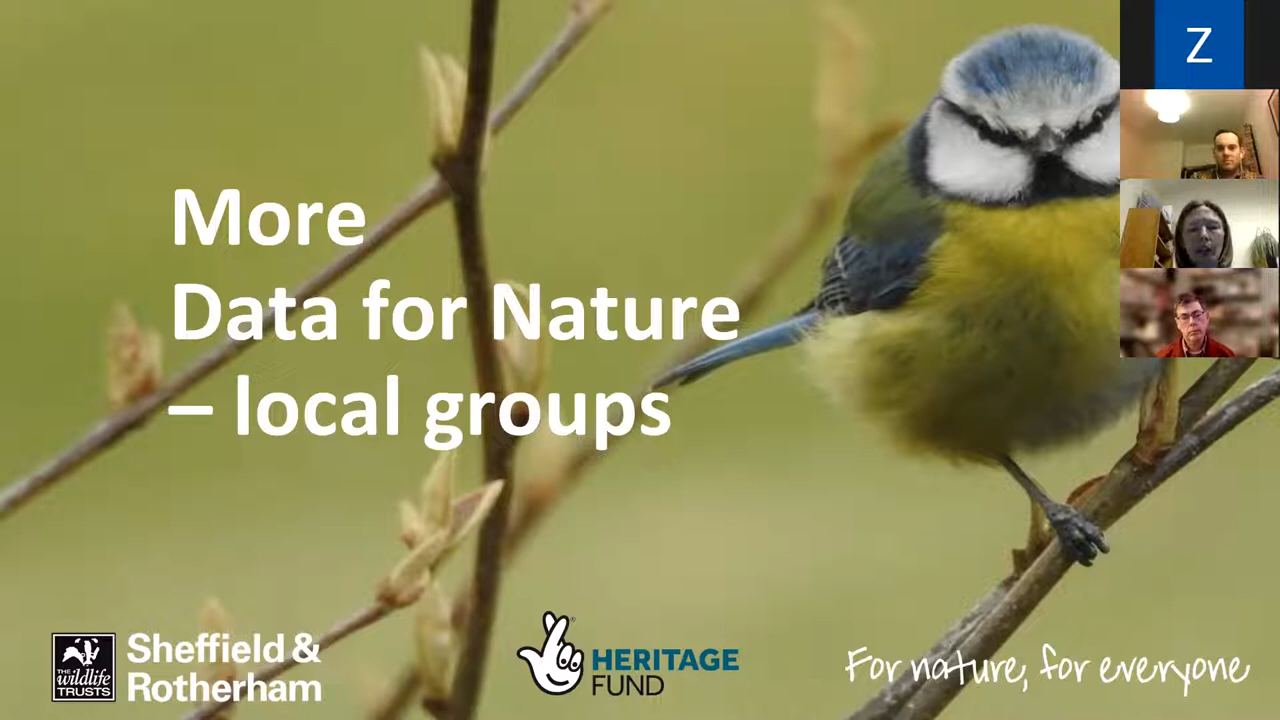 More
Data for Nature
– local groups
Z
THE
wildlife
TRUSTS
Sheffield &
Rotherham
HERITAGE
FUND
For nature, for everyone